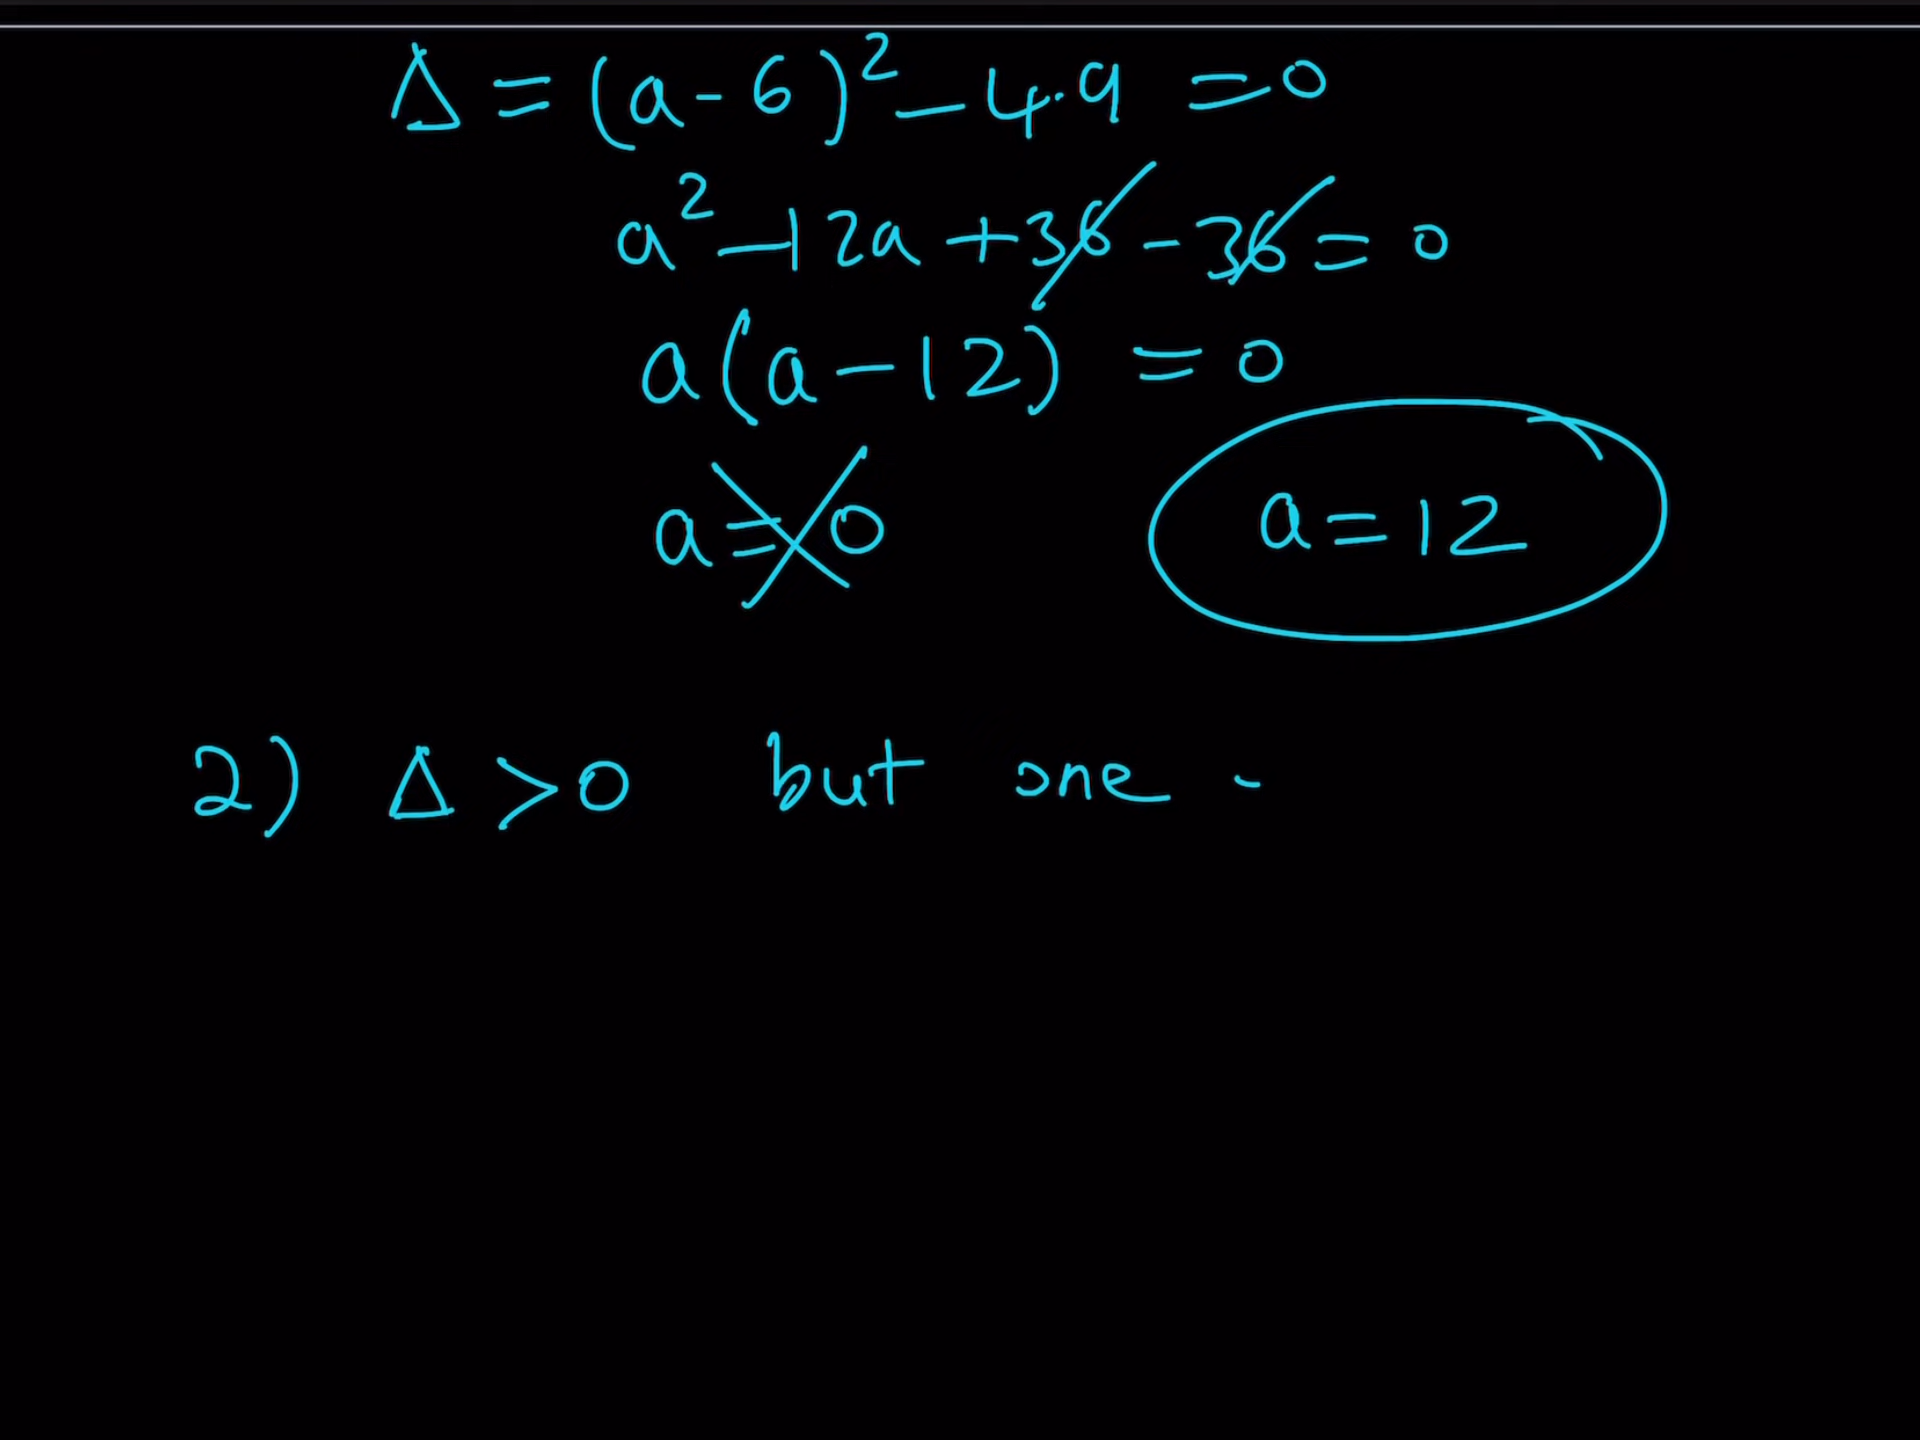 Δ = (a - 6)² - 4.9 = 0
a² - 12a + 36 - 36 = 0
a(a - 12) = 0
a = 0 a = 12
2) Δ > 0 but one -